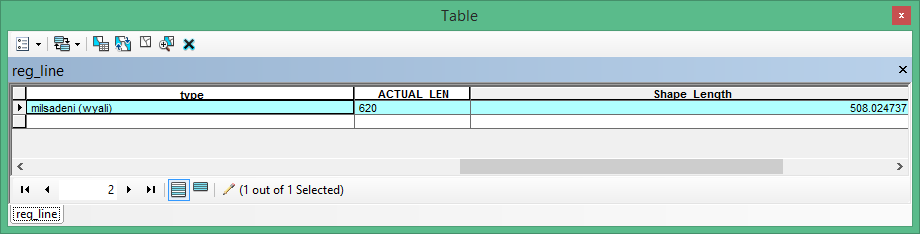 Table
reg_line
type ACTUAL_LEN Shape_Length
milsadeni (wyali) 620 508.024737
2 (1 out of 1 Selected)
reg_line